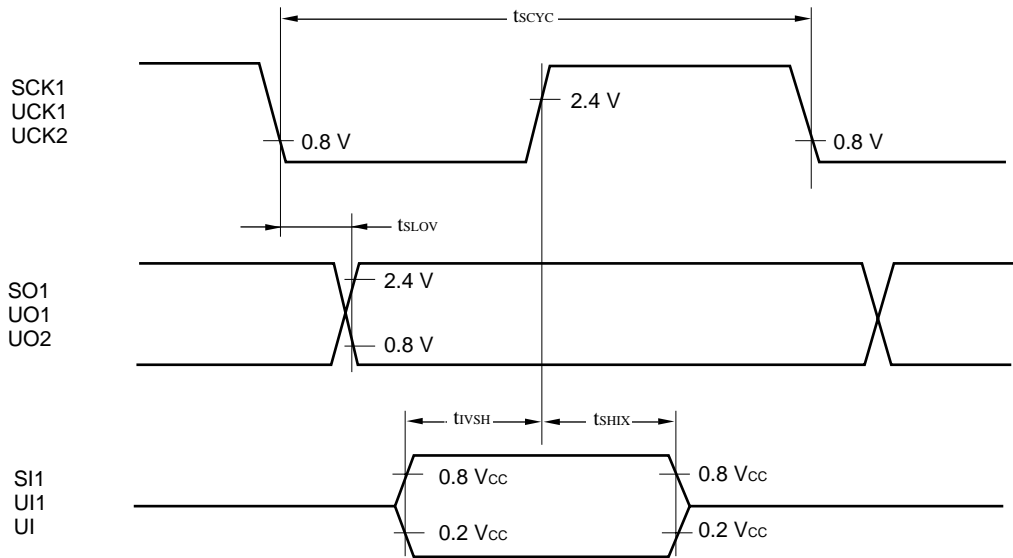 tSCYC
SCK1
UCK1
UCK2
2.4 V
0.8 V
0.8 V
tSLOV
SO1
UO1
UO2
2.4 V
0.8 V
tIVSH
tSHIX
SI1
UI1
UI
0.8 VCC
0.8 VCC
0.2 VCC
0.2 VCC